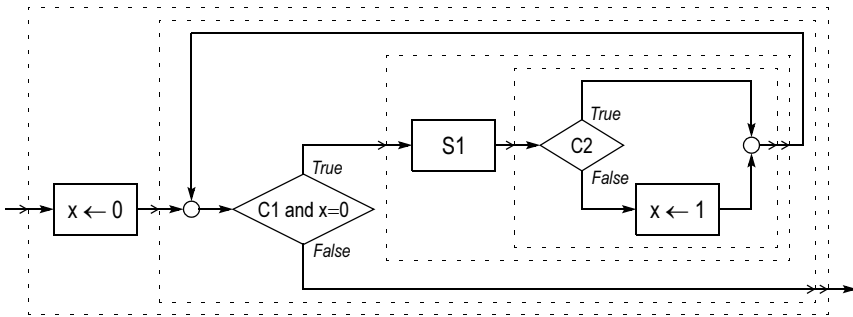 True
S1
C2
True
False
x ← 0
C1 and x=0
x ← 1
False